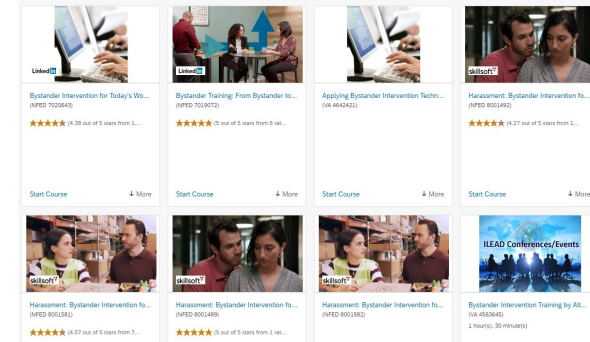 LinkedIn
LinkedIn
skillsoft
Bystander Intervention for Today's Wo...
(NFED 7020643)
(4.38 out of 5 stars from 1...
Bystander Training: From Bystander to...
(NFED 7019072)
(5 out of 5 stars from 6 rat...
Applying Bystander Intervention Techn...
(VA 4642421)
Harassment: Bystander Intervention fo...
(NFED 8001492)
(4.27 out of 5 stars from 1...
Start Course
More
Start Course
More
Start Course
More
Start Course
More
skillsoft
skillsoft
skillsoft
ILEAD Conferences/Events
Harassment: Bystander Intervention fo...
(NFED 8001581)
(4.57 out of 5 stars from 7...
Harassment: Bystander Intervention fo...
(NFED 8001489)
(5 out of 5 stars from 1 rat...
Harassment: Bystander Intervention fo...
(NFED 8001582)
Bystander Intervention Training by Alt...
(VA 4563645)
1 hour(s), 30 minute(s)